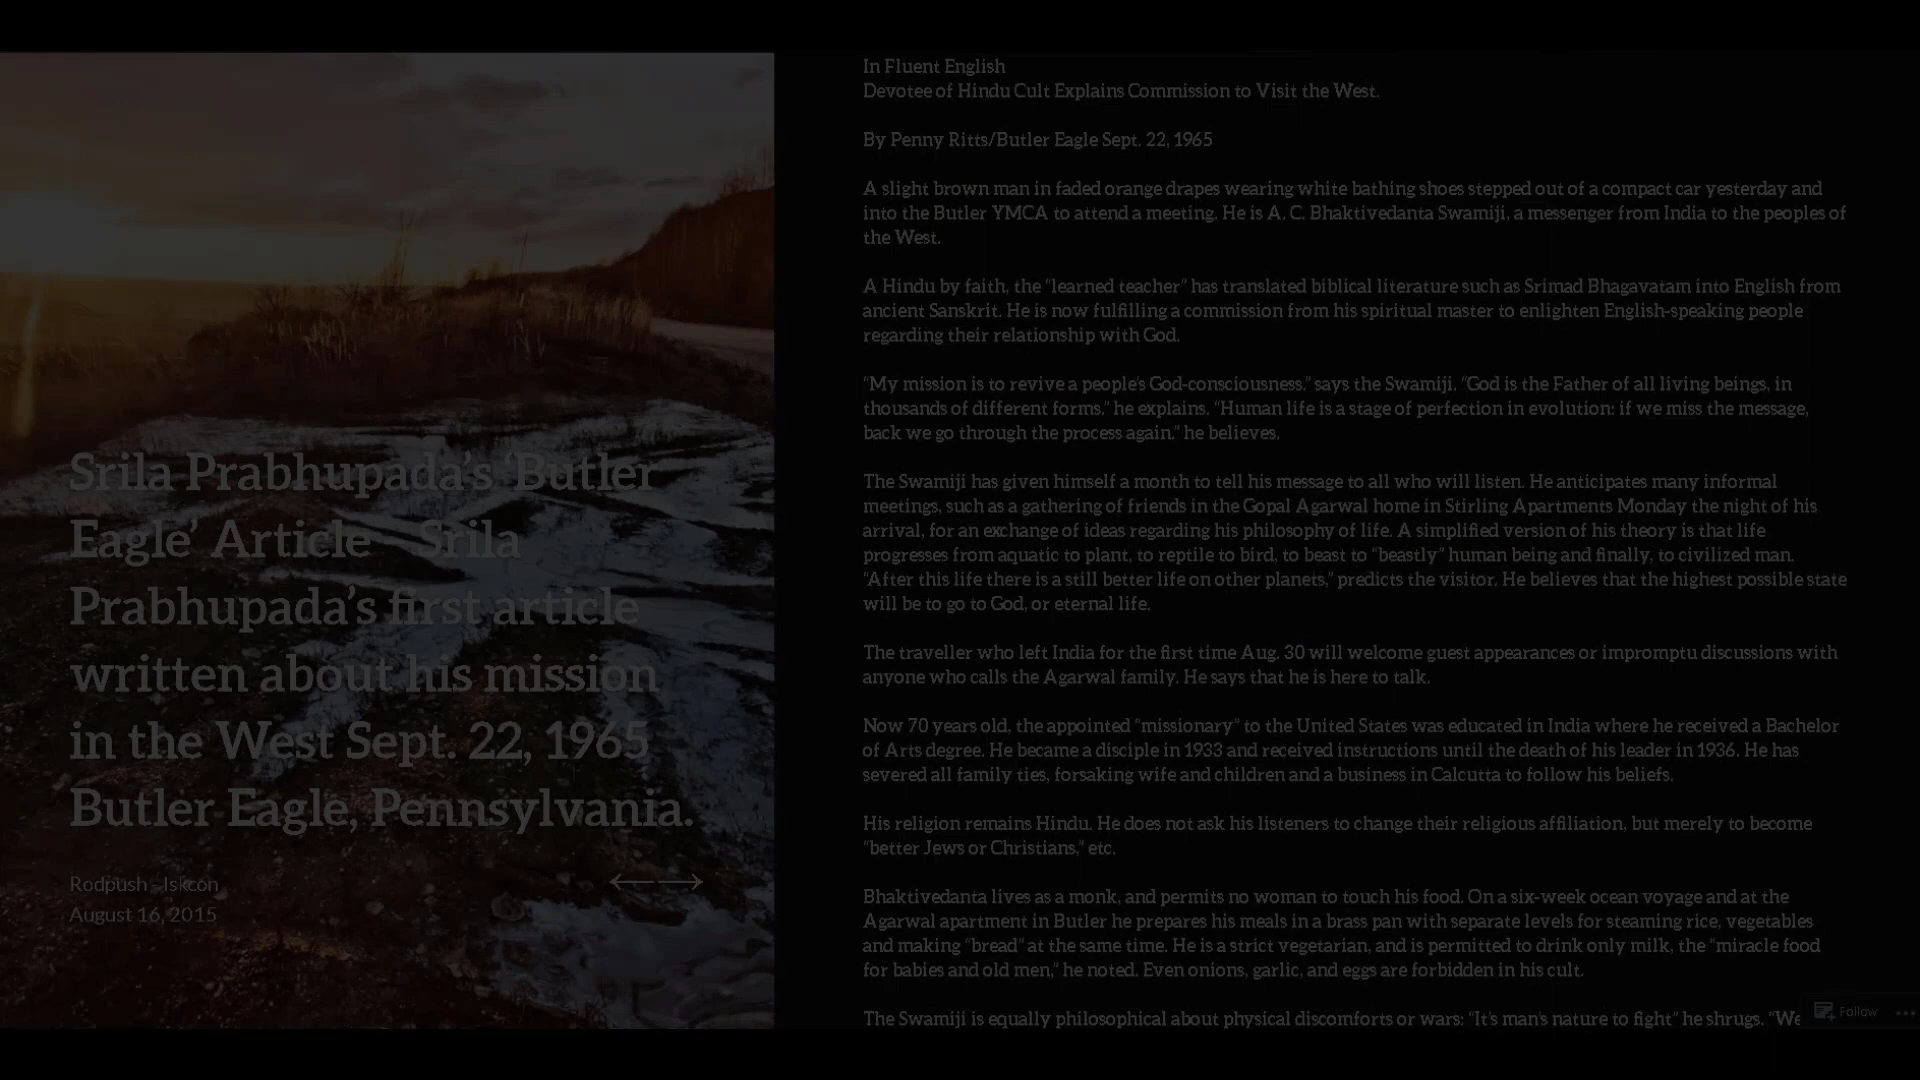 Srila Prabhupada's 'Butler
Eagle' Article – Srila
Prabhupada's first article
written about his mission
in the West Sept. 22, 1965
Butler Eagle, Pennsylvania.
Rodpush - Iskcon
August 16, 2015
In Fluent English
Devotee of Hindu Cult Explains Commission to Visit the West.
By Penny Ritts/Butler Eagle Sept. 22, 1965
A slight brown man in faded orange drapes wearing white bathing shoes stepped out of a compact car yesterday and
into the Butler YMCA to attend a meeting. He is A. C. Bhaktivedanta Swamiji, a messenger from India to the peoples of
the West.
A Hindu by faith, the "learned teacher" has translated biblical literature such as Srimad Bhagavatam into English from
ancient Sanskrit. He is now fulfilling a commission from his spiritual master to enlighten English-speaking people
regarding their relationship with God.
"My mission is to revive a people's God-consciousness." says the Swamiji. "God is the Father of all living beings, in
thousands of different forms." he explains. "Human life is a stage of perfection in evolution: if we miss the message,
back we go through the process again." he believes.
The Swamiji has given himself a month to tell his message to all who will listen. He anticipates many informal
meetings, such as a gathering of friends in the Gopal Agarwal home in Stirling Apartments Monday the night of his
arrival, for an exchange of ideas regarding his philosophy of life. A simplified version of his theory is that life
progresses from aquatic to plant, to reptile to bird, to beast to "beastly" human being and finally, to civilized man.
"After this life there is a still better life on other planets," predicts the visitor. He believes that the highest possible state
will be to go to God, or eternal life.
The traveller who left India for the first time Aug. 30 will welcome guest appearances or impromptu discussions with
anyone who calls the Agarwal family. He says that he is here to talk.
Now 70 years old, the appointed "missionary" to the United States was educated in India where he received a Bachelor
of Arts degree. He became a disciple in 1933 and received instructions until the death of his leader in 1936. He has
severed all family ties, forsaking wife and children and a business in Calcutta to follow his beliefs.
His religion remains Hindu. He does not ask his listeners to change their religious affiliation, but merely to become
"better Jews or Christians," etc.
Bhaktivedanta lives as a monk, and permits no woman to touch his food. On a six-week ocean voyage and at the
Agarwal apartment in Butler he prepares his meals in a brass pan with separate levels for steaming rice, vegetables
and making "bread" at the same time. He is a strict vegetarian, and is permitted to drink only milk, the "miracle food
for babies and old men," he noted. Even onions, garlic, and eggs are forbidden in his cult.
The Swamiji is equally philosophical about physical discomforts or wars: "It's man's nature to fight" he shrugs. "We
Follow